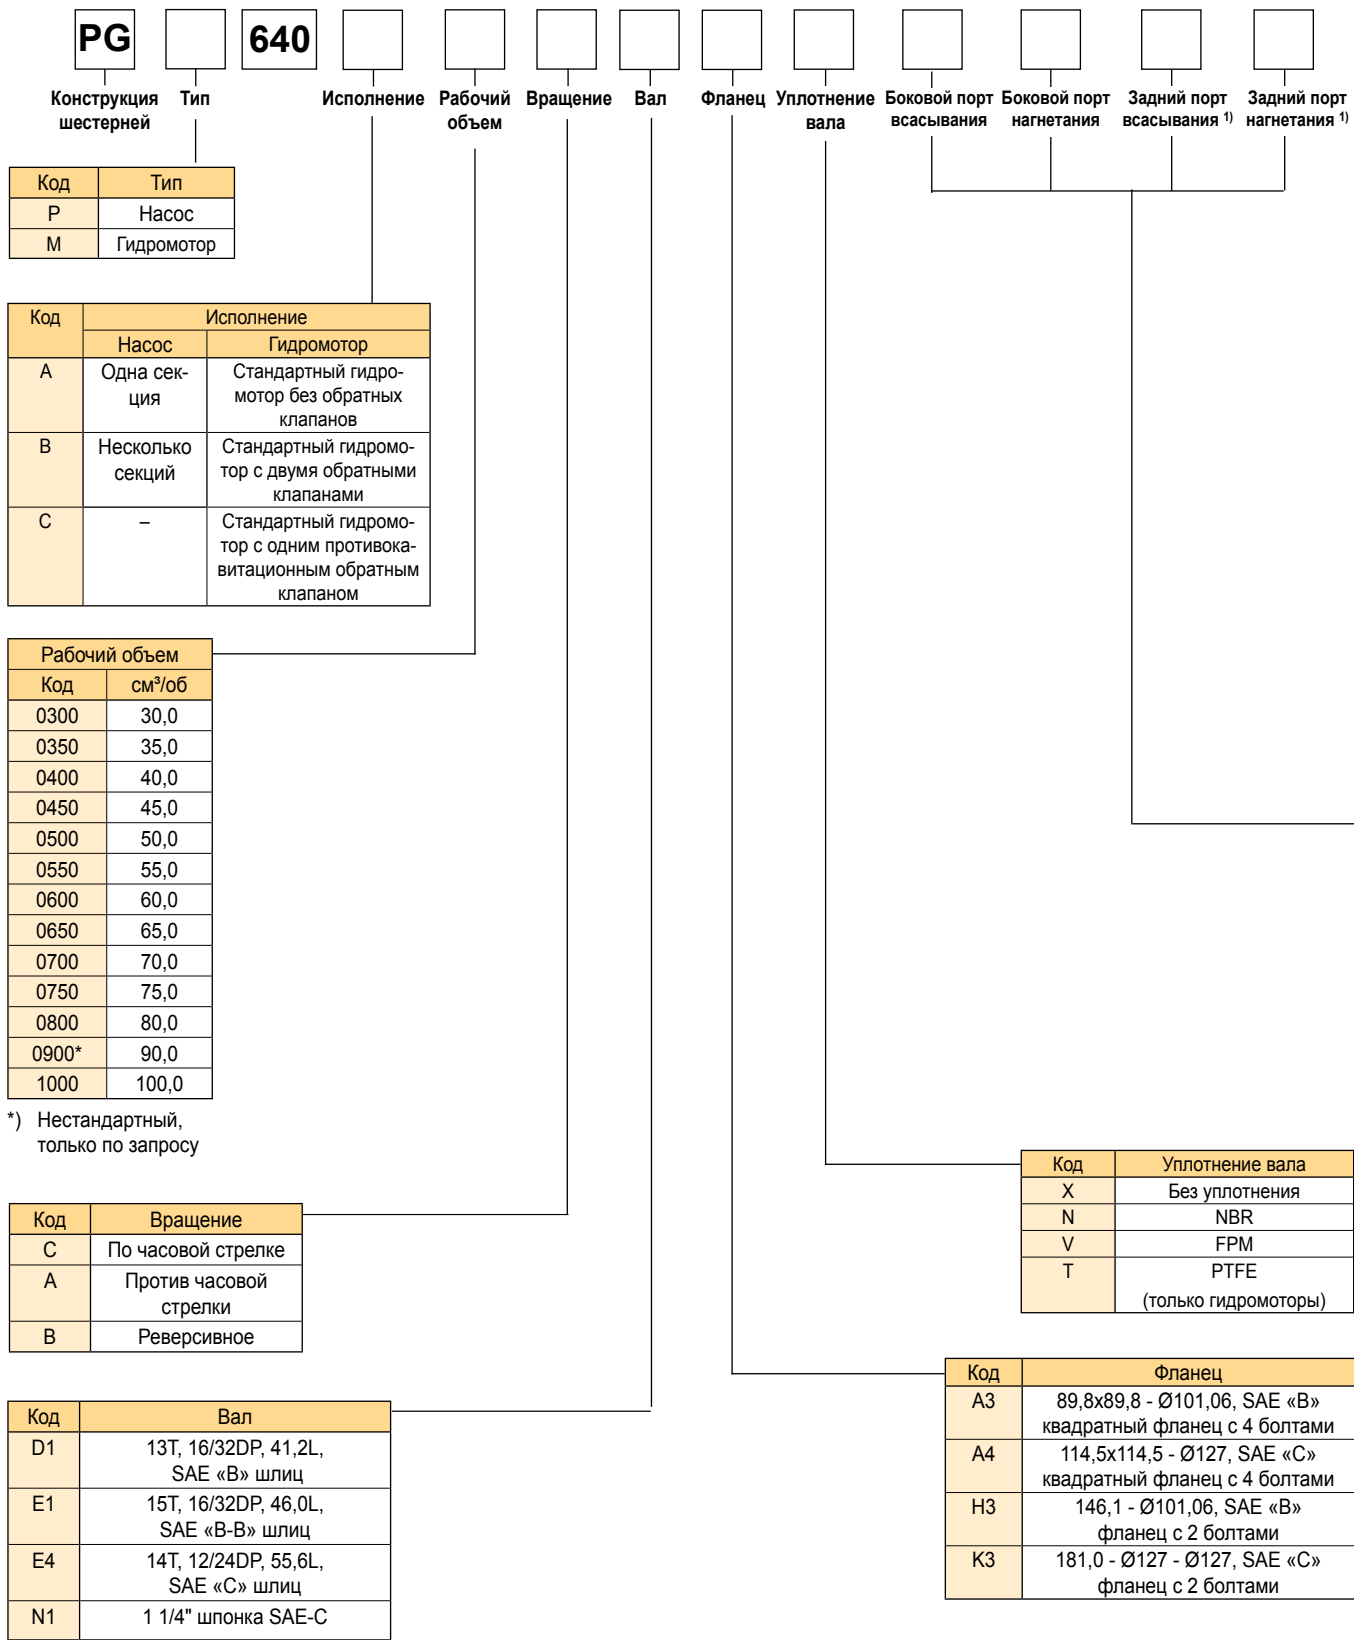 PG 640
Конструкция шестерней
Тип
Исполнение
Рабочий объем
Вращение
Вал
Фланец
Уплотнение вала
Боковой порт всасывания
Боковой порт нагнетания
Задний порт всасывания ¹⁾
Задний порт нагнетания ¹⁾
Код Тип
P Насос
M Гидромотор
Код Исполнение
Насос Гидромотор
A Одна сек- Стандартный гидро-
ция мотор без обратных
клапанов
B Несколько Стандартный гидромо-
секций тор с двумя обратными
клапанами
C – Стандартный гидромо-
тор с одним противока-
витационным обратным
клапаном
Рабочий объем
Код см³/об
0300 30,0
0350 35,0
0400 40,0
0450 45,0
0500 50,0
0550 55,0
0600 60,0
0650 65,0
0700 70,0
0750 75,0
0800 80,0
0900* 90,0
1000 100,0
*) Нестандартный,
только по запросу
Код Вращение
C По часовой стрелке
A Против часовой
стрелки
B Реверсивное
Код Вал
D1 13T, 16/32DP, 41,2L,
SAE «B» шлиц
E1 15T, 16/32DP, 46,0L,
SAE «B-B» шлиц
E4 14T, 12/24DP, 55,6L,
SAE «C» шлиц
N1 1 1/4" шпонка SAE-C
Код Уплотнение вала
X Без уплотнения
N NBR
V FPM
T PTFE
(только гидромоторы)
Код Фланец
A3 89,8x89,8 - Ø101,06, SAE «B»
квадратный фланец с 4 болтами
A4 114,5x114,5 - Ø127, SAE «C»
квадратный фланец с 4 болтами
H3 146,1 - Ø101,06, SAE «B»
фланец с 2 болтами
K3 181,0 - Ø127 - Ø127, SAE «C»
фланец с 2 болтами